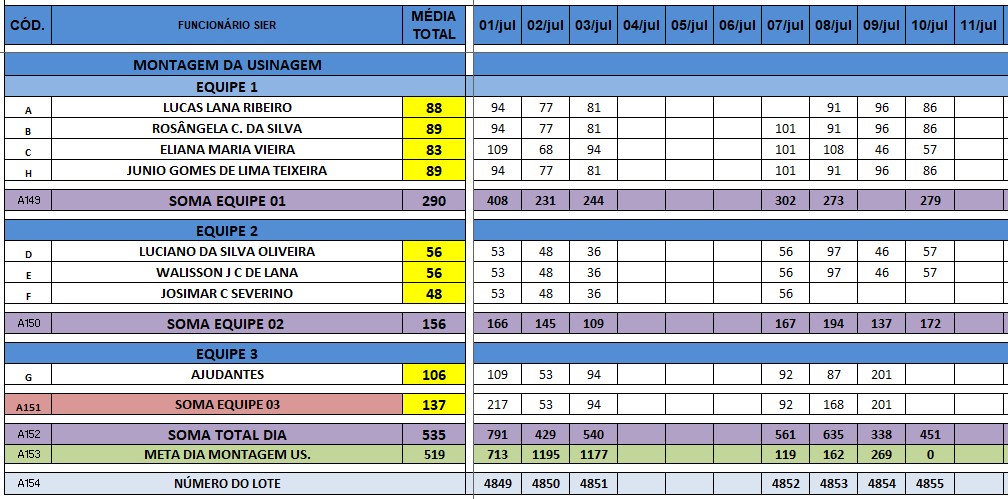 CÓD. FUNCIONÁRIO SIER MÉDIA TOTAL 01/jul 02/jul 03/jul 04/jul 05/jul 06/jul 07/jul 08/jul 09/jul 10/jul 11/jul
MONTAGEM DA USINAGEM
EQUIPE 1
A LUCAS LANA RIBEIRO 88 94 77 81 91 96 86
B ROSÂNGELA C. DA SILVA 89 94 77 81 101 91 96 86
C ELIANA MARIA VIEIRA 83 109 68 94 101 108 46 57
H JUNIO GOMES DE LIMA TEIXEIRA 89 94 77 81 101 91 96 86
A149 SOMA EQUIPE 01 290 408 231 244 302 273 279
EQUIPE 2
D LUCIANO DA SILVA OLIVEIRA 56 53 48 36 56 97 46 57
E WALISSON J C DE LANA 56 53 48 36 56 97 46 57
F JOSIMAR C SEVERINO 48 53 48 36 56
A150 SOMA EQUIPE 02 156 166 145 109 167 194 137 172
EQUIPE 3
G AJUDANTES 106 109 53 94 92 87 201
A151 SOMA EQUIPE 03 137 217 53 94 92 168 201
A152 SOMA TOTAL DIA 535 791 429 540 561 635 338 451
A153 META DIA MONTAGEM US. 519 713 1195 1177 119 162 269 0
A154 NÚMERO DO LOTE 4849 4850 4851 4852 4853 4854 4855